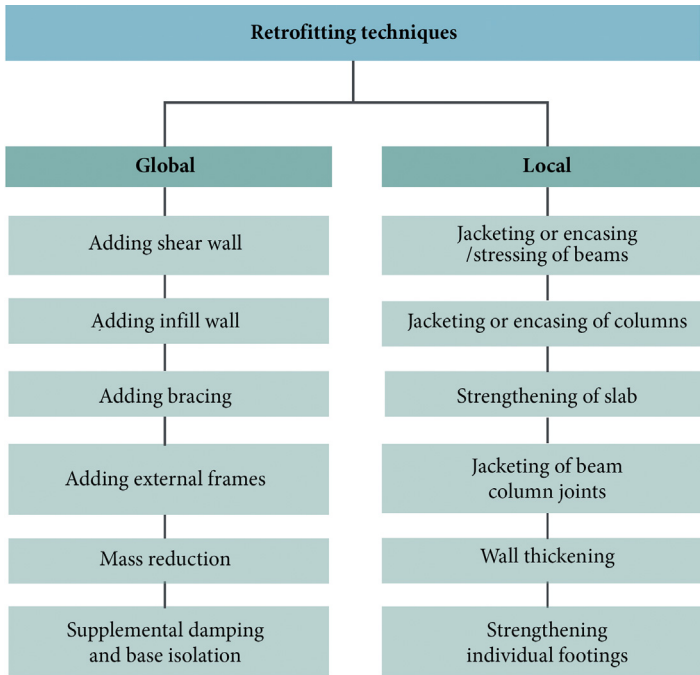 Retrofitting techniques
Global
Adding shear wall
Adding infill wall
Adding bracing
Adding external frames
Mass reduction
Supplemental damping
and base isolation
Local
Jacketing or encasing
/stressing of beams
Jacketing or encasing of columns
Strengthening of slab
Jacketing of beam
column joints
Wall thickening
Strengthening
individual footings